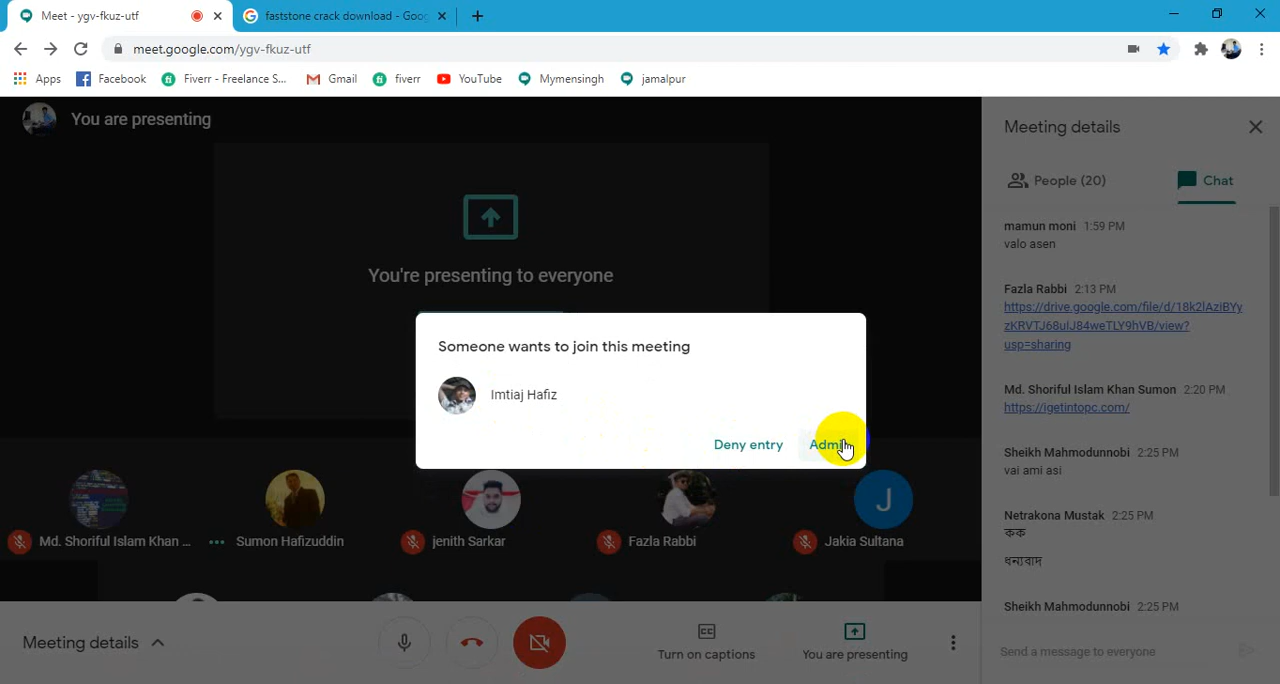 Meet - ygv-fkuz-utf
faststone crack download - Goo
meet.google.com/ygv-fkuz-utf
Apps
Facebook
Fiverr - Freelance S...
Gmail
fiverr
YouTube
Mymensingh
jamalpur
You are presenting
You're presenting to everyone
Someone wants to join this meeting
Imtiaj Hafiz
Deny entry
Md. Shoriful Islam Khan ...
Sumon Hafizuddin
jenith Sarkar
Fazla Rabbi
J
Jakia Sultana
Meeting details
CC
Turn on captions
You are presenting
Meeting details
People (20)
Chat
mamun moni 1:59 PM
valo asen
Fazla Rabbi 2:13 PM
https://drive.google.com/file/d/18k2lAziBYy
zKRVTJ68uIJ84weTLY9hVB/view?
usp=sharing
Md. Shoriful Islam Khan Sumon 2:20 PM
https://igetintopc.com/
Sheikh Mahmodunnobi 2:25 PM
vai ami asi
Netrakona Mustak 2:25 PM
কক
ধন্যবাদ
Sheikh Mahmodunnobi 2:25 PM
Send a message to everyone